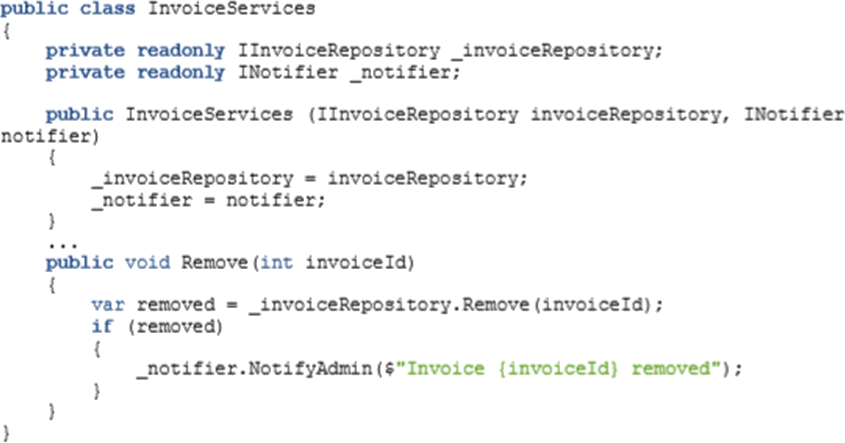 public class InvoiceServices
{
    private readonly IInvoiceRepository _invoiceRepository;
    private readonly INotifier _notifier;

    public InvoiceServices (IInvoiceRepository invoiceRepository, INotifier
notifier)
    {
        _invoiceRepository = invoiceRepository;
        _notifier = notifier;
    }
    ...
    public void Remove(int invoiceId)
    {
        var removed = _invoiceRepository.Remove(invoiceId);
        if (removed)
        {
            _notifier.NotifyAdmin($"Invoice {invoiceId} removed");
        }
    }
}